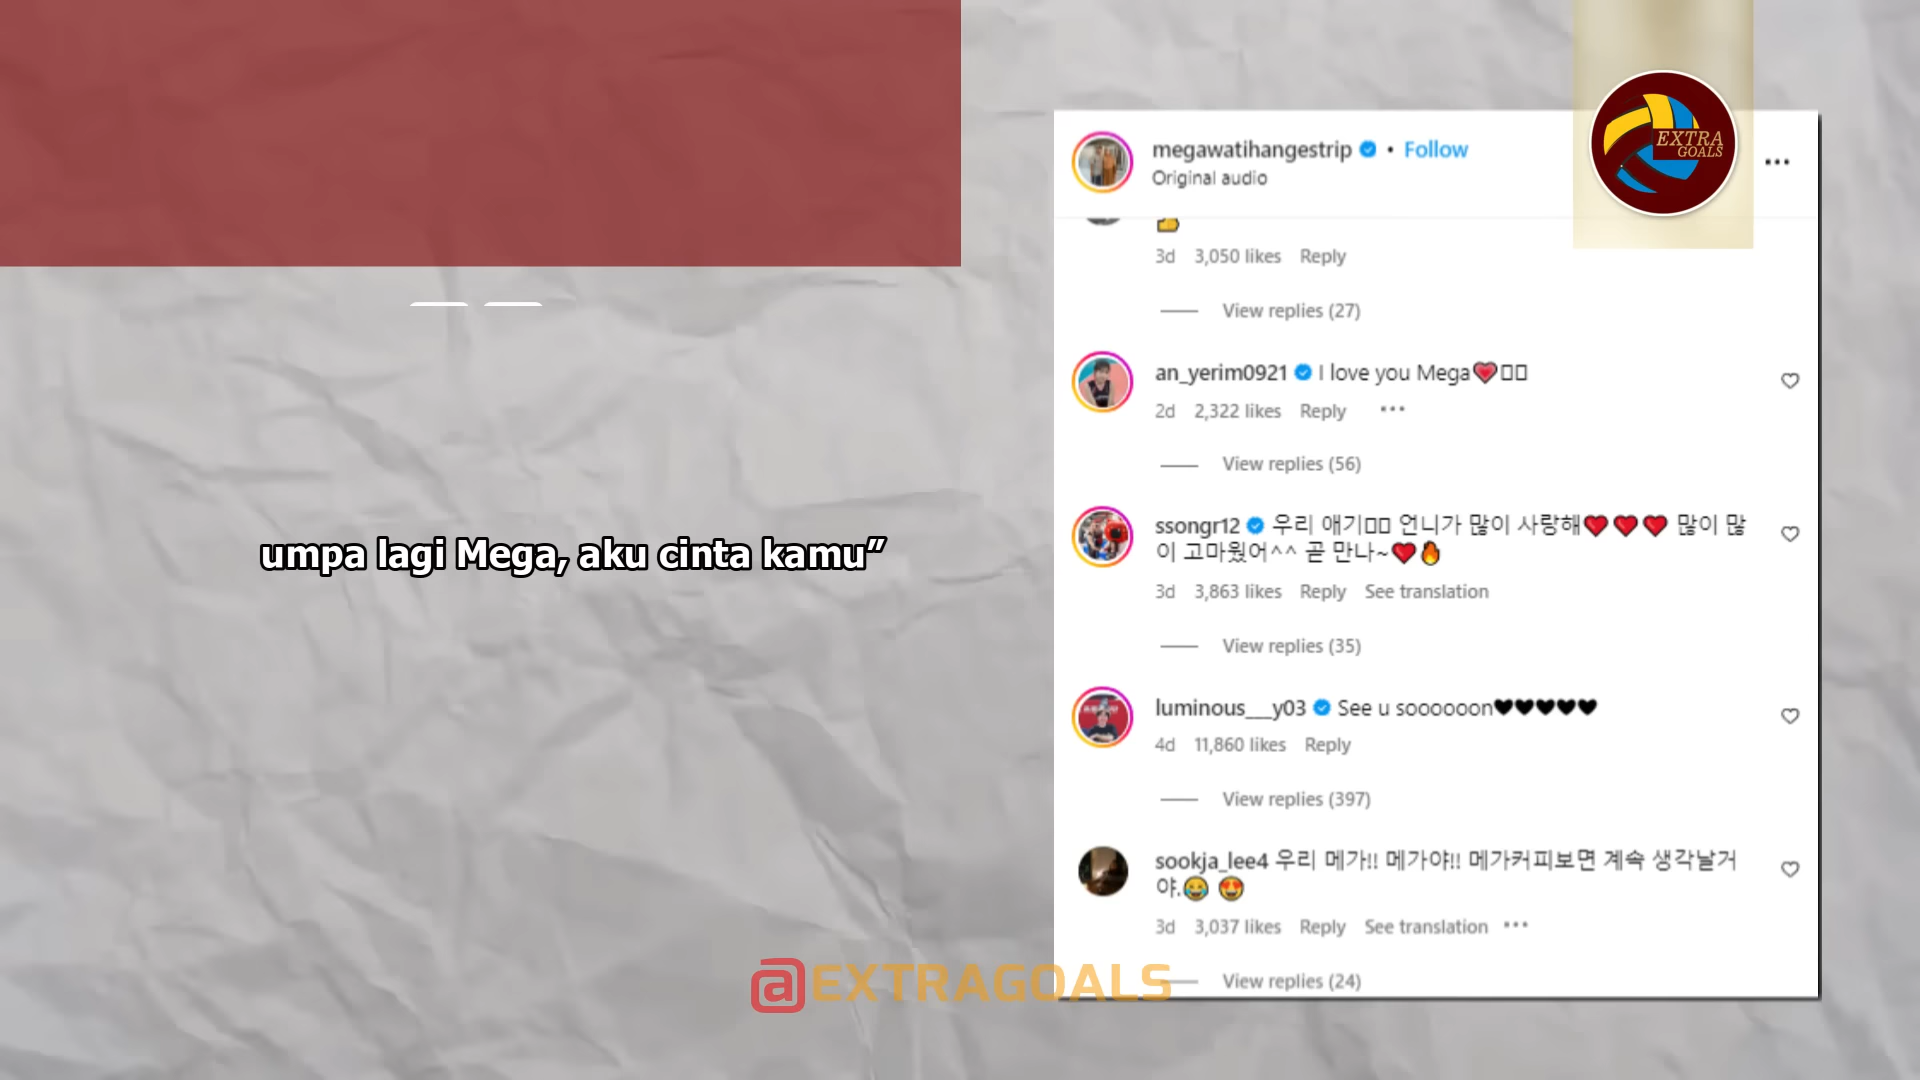 umpa lagi Mega, aku cinta kamu”
EXTRA
GOALS
megawatihangestrip • Follow
Original audio
3d 3,050 likes Reply
View replies (27)
an_yerim0921 I love you Mega💗
2d 2,322 likes Reply
View replies (56)
ssongr12 우리 애기 언니가 많이 사랑해❤️❤️❤️ 많이 많
이 고마웠어^^ 곧 만나~❤️🔥
3d 3,863 likes Reply See translation
View replies (35)
luminous___y03 See u soooooon🖤🖤🖤🖤🖤
4d 11,860 likes Reply
View replies (397)
sookja_lee4 우리 메가!! 메가야!! 메가커피보면 계속 생각날거
야.😂 😍
3d 3,037 likes Reply See translation
View replies (24)
@EXTRAGOALS